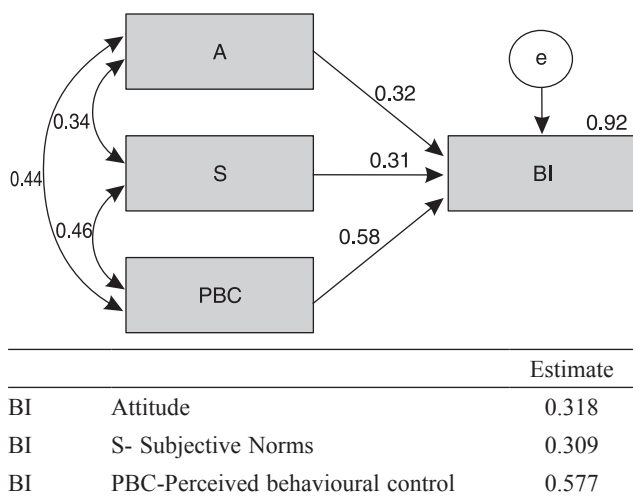 A
e
0.32
0.92
0.34
S
0.31
BI
0.44
0.46
0.58
PBC
Estimate
BI Attitude 0.318
BI S- Subjective Norms 0.309
BI PBC-Perceived behavioural control 0.577